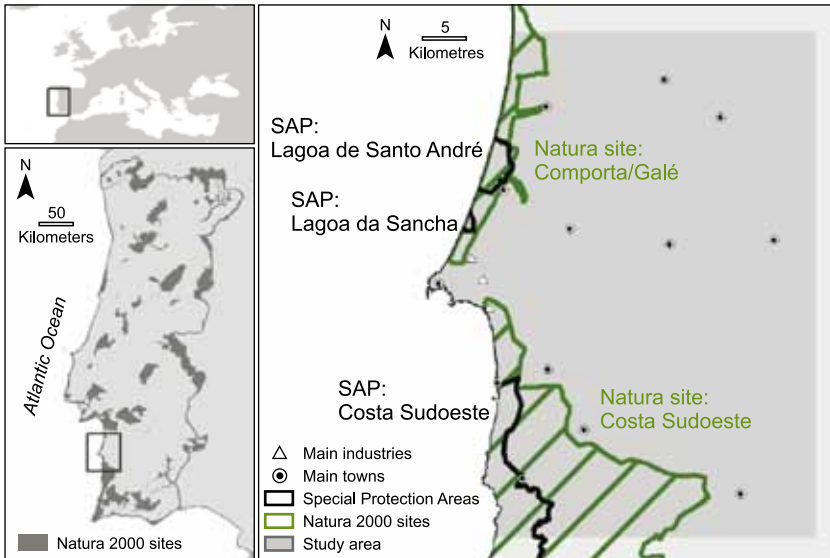 N
50
Kilometers
Atlantic Ocean
Natura 2000 sites
N
5
Kilometres
SAP:
Lagoa de Santo André
Natura site:
Comporta/Galé
SAP:
Lagoa da Sancha
SAP:
Costa Sudoeste
Natura site:
Costa Sudoeste
Main industries
Main towns
Special Protection Areas
Natura 2000 sites
Study area